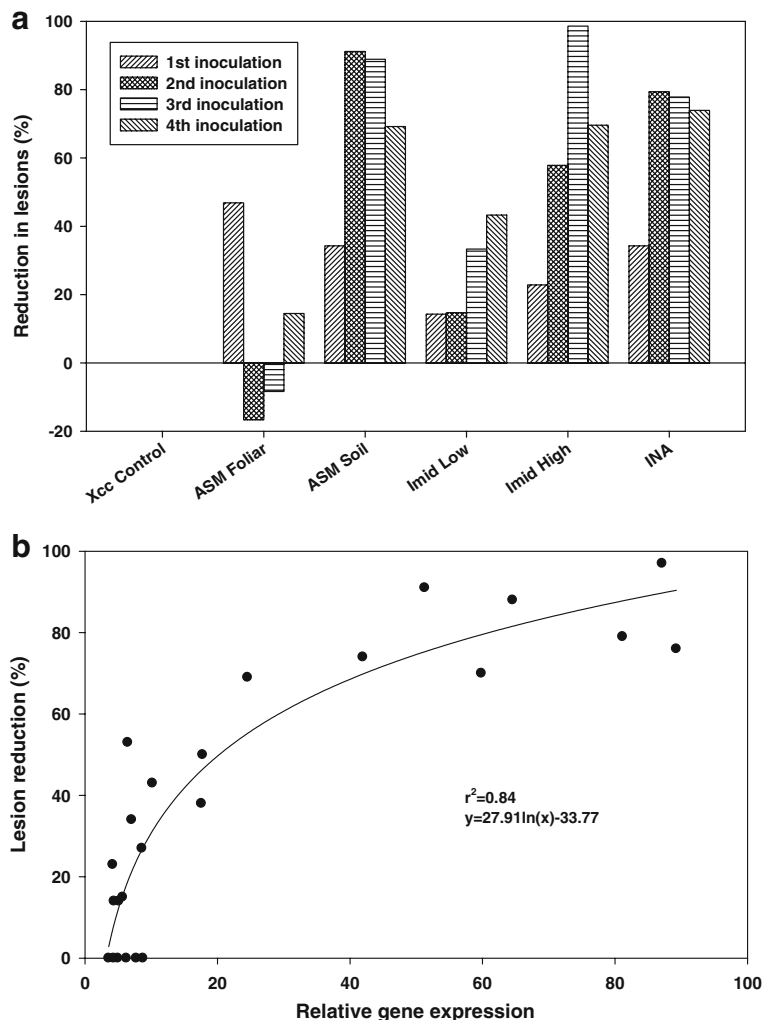 a
Reduction in lesions (%)
100
80
60
40
20
0
-20
1st inoculation
2nd inoculation
3rd inoculation
4th inoculation
Xcc Control
ASM Foliar
ASM Soil
Imid Low
Imid High
INA
b
Lesion reduction (%)
100
80
60
40
20
0
r²=0.84
y=27.91ln(x)-33.77
0
20
40
60
80
100
Relative gene expression